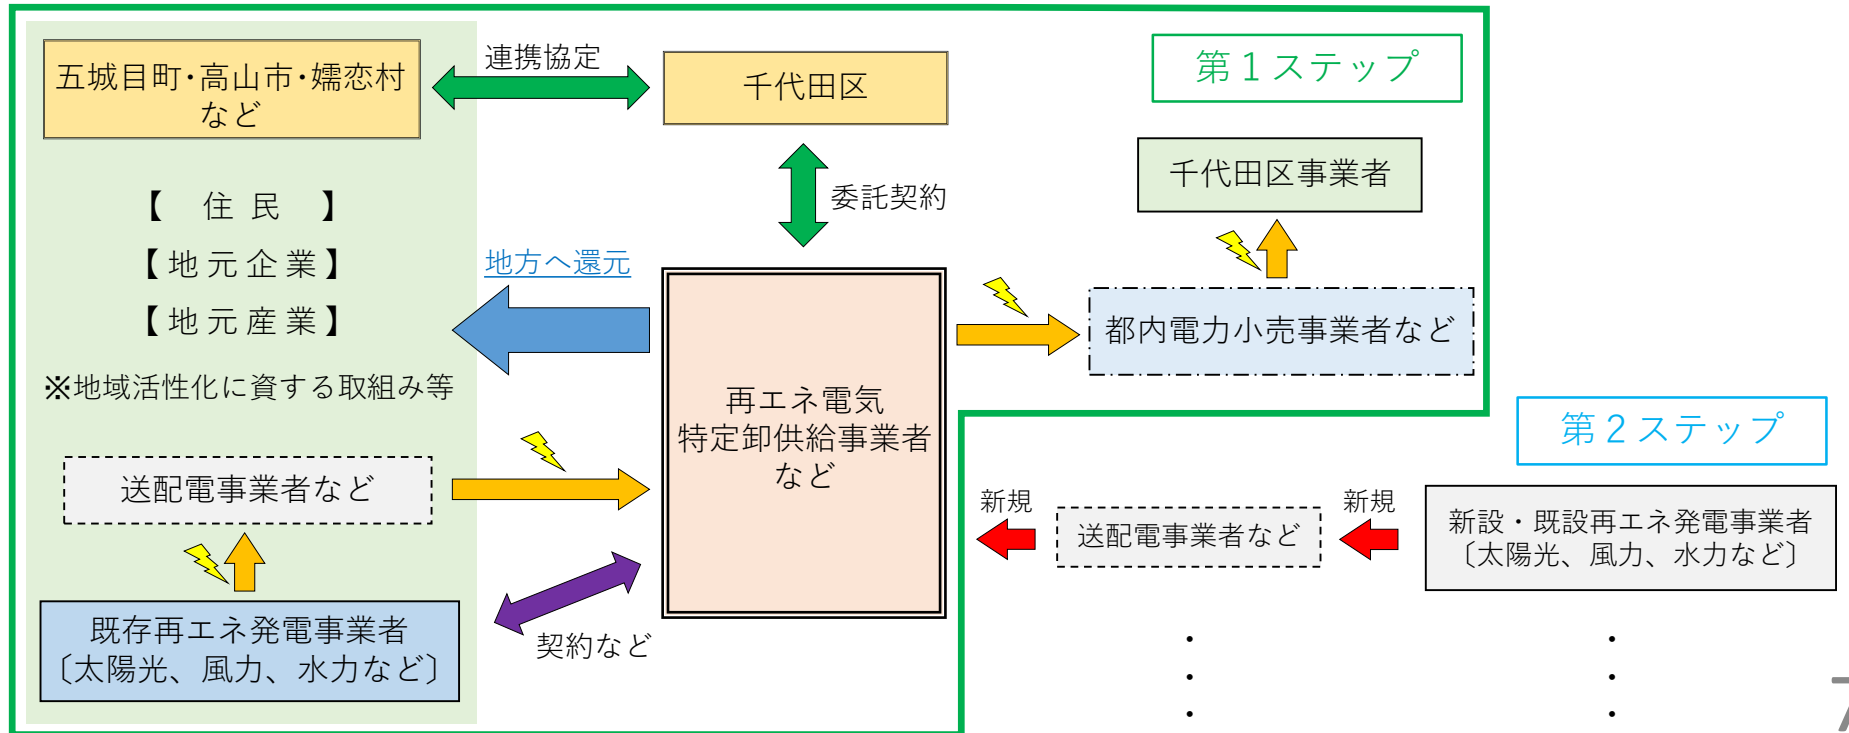 五城目町・高山市・嬬恋村
など
連携協定
千代田区
第１ステップ
千代田区事業者
委託契約
【　住 民　】
【 地 元 企 業 】
【 地 元 産 業 】
※地域活性化に資する取組み等
地方へ還元
都内電力小売事業者など
再エネ電気
特定卸供給事業者
など
送配電事業者など
既存再エネ発電事業者
〔太陽光、風力、水力など〕
契約など
第２ステップ
新規
送配電事業者など
新規
新設・既設再エネ発電事業者
〔太陽光、風力、水力など〕
・
・
・
・
・
・
7